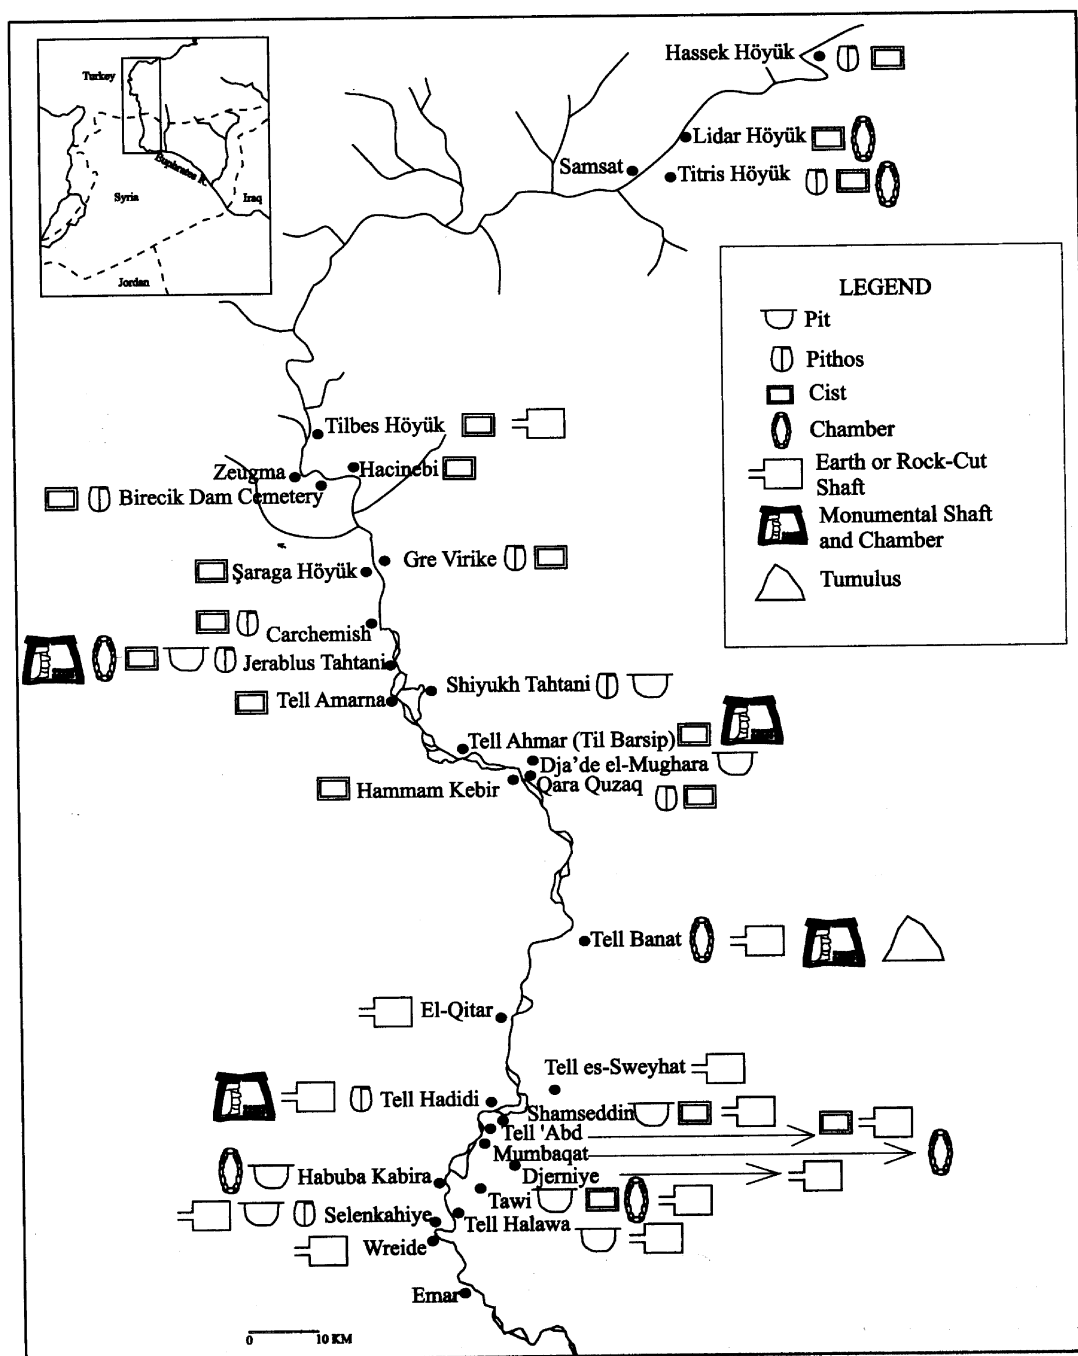 Hassek Höyük
Turkey
Lidar Höyük
Samsat
Titris Höyük
Euphrates R.
Syria
Iraq
Jordan
LEGEND
Pit
Pithos
Cist
Chamber
Earth or Rock-Cut
Shaft
Monumental Shaft
and Chamber
Tumulus
Tilbes Höyük
Zeugma
Hacinebi
Birecik Dam Cemetery
Gre Virike
Şaraga Höyük
Carchemish
Jerablus Tahtani
Shiyukh Tahtani
Tell Amarna
Tell Ahmar (Til Barsip)
Dja'de el-Mughara
Hammam Kebir
Qara Quzaq
Tell Banat
El-Qitar
Tell es-Sweyhat
Tell Hadidi
Shamseddin
Tell 'Abd
Mumbaqat
Habuba Kabira
Djerniye
Tawi
Selenkahiye
Tell Halawa
Wreide
Emar
0 10 KM